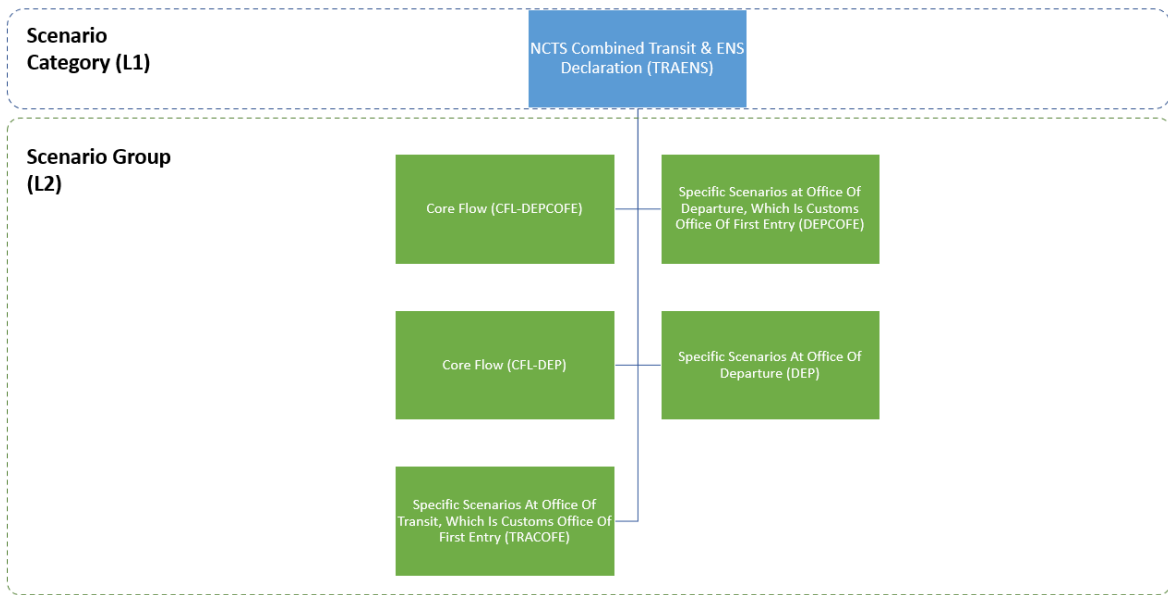 Scenario
Category (L1)
NCTS Combined Transit & ENS
Declaration (TRAENS)
Scenario Group
(L2)
Core Flow (CFL-DEPCOFE)
Specific Scenarios at Office Of
Departure, Which Is Customs
Office Of First Entry (DEPCOFE)
Core Flow (CFL-DEP)
Specific Scenarios At Office Of
Departure (DEP)
Specific Scenarios At Office Of
Transit, Which Is Customs Office Of
First Entry (TRACOFE)